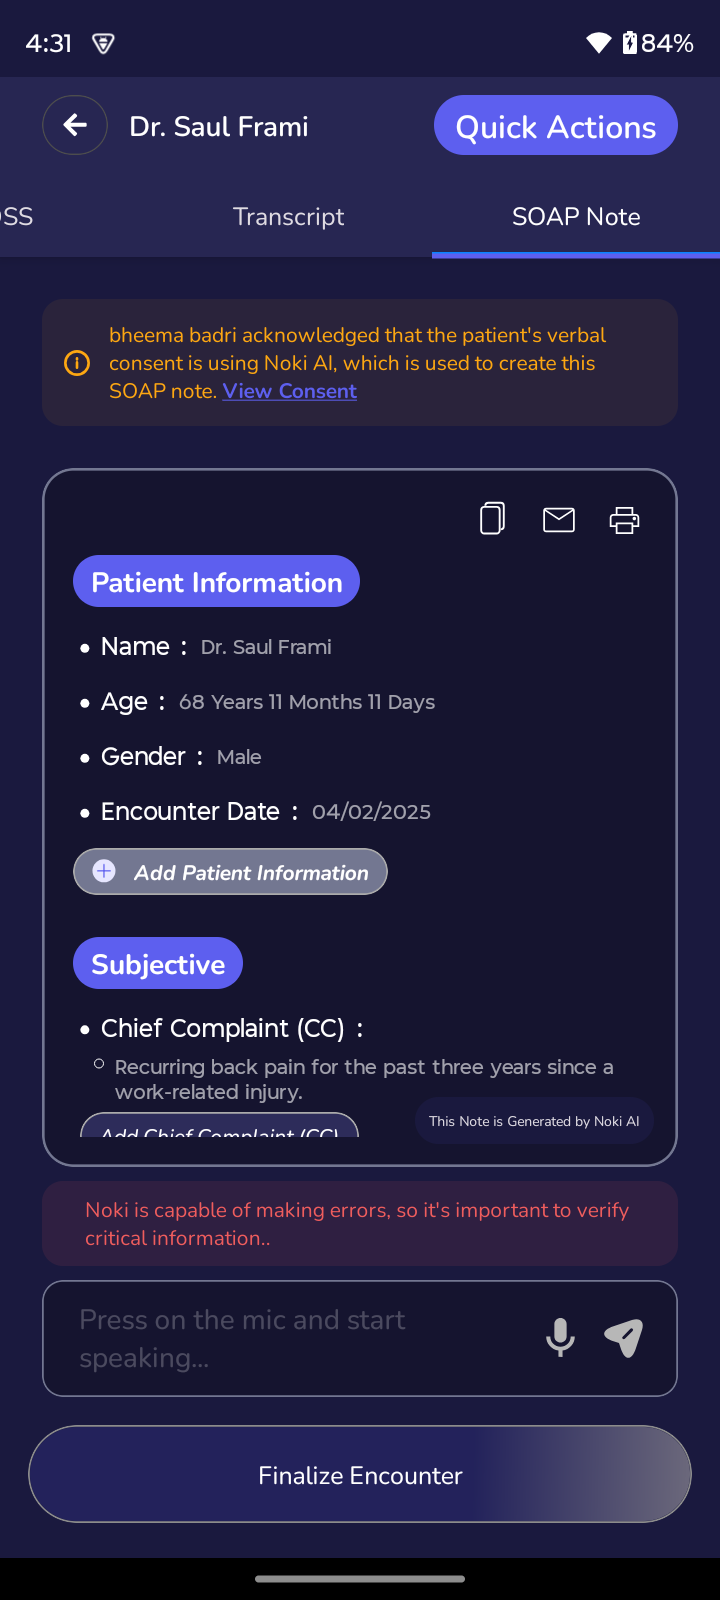 4:31
84%
Dr. Saul Frami
Quick Actions
OSS
Transcript
SOAP Note
bheema badri acknowledged that the patient's verbal
consent is using Noki AI, which is used to create this
SOAP note. View Consent
Patient Information
• Name : Dr. Saul Frami
• Age : 68 Years 11 Months 11 Days
• Gender : Male
• Encounter Date : 04/02/2025
Add Patient Information
Subjective
• Chief Complaint (CC) :
Recurring back pain for the past three years since a
work-related injury.
Add Chief Complaint (CC)
This Note is Generated by Noki AI
Noki is capable of making errors, so it's important to verify
critical information..
Press on the mic and start
speaking...
Finalize Encounter